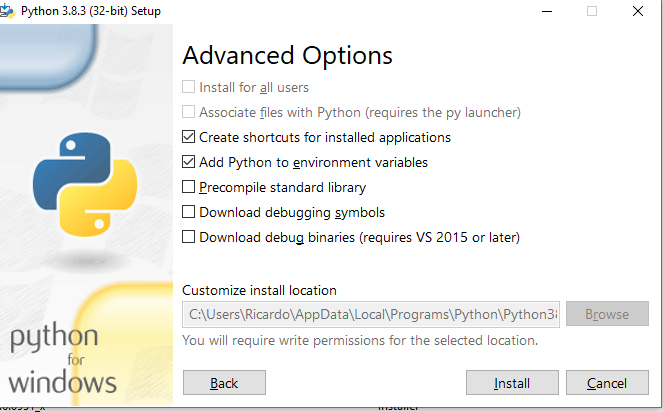 Python 3.8.3 (32-bit) Setup
Advanced Options
Install for all users
Associate files with Python (requires the py launcher)
Create shortcuts for installed applications
Add Python to environment variables
Precompile standard library
Download debugging symbols
Download debug binaries (requires VS 2015 or later)
Customize install location
C:\Users\Ricardo\AppData\Local\Programs\Python\Python38
Browse
You will require write permissions for the selected location.
python
for
windows
Back
Install
Cancel